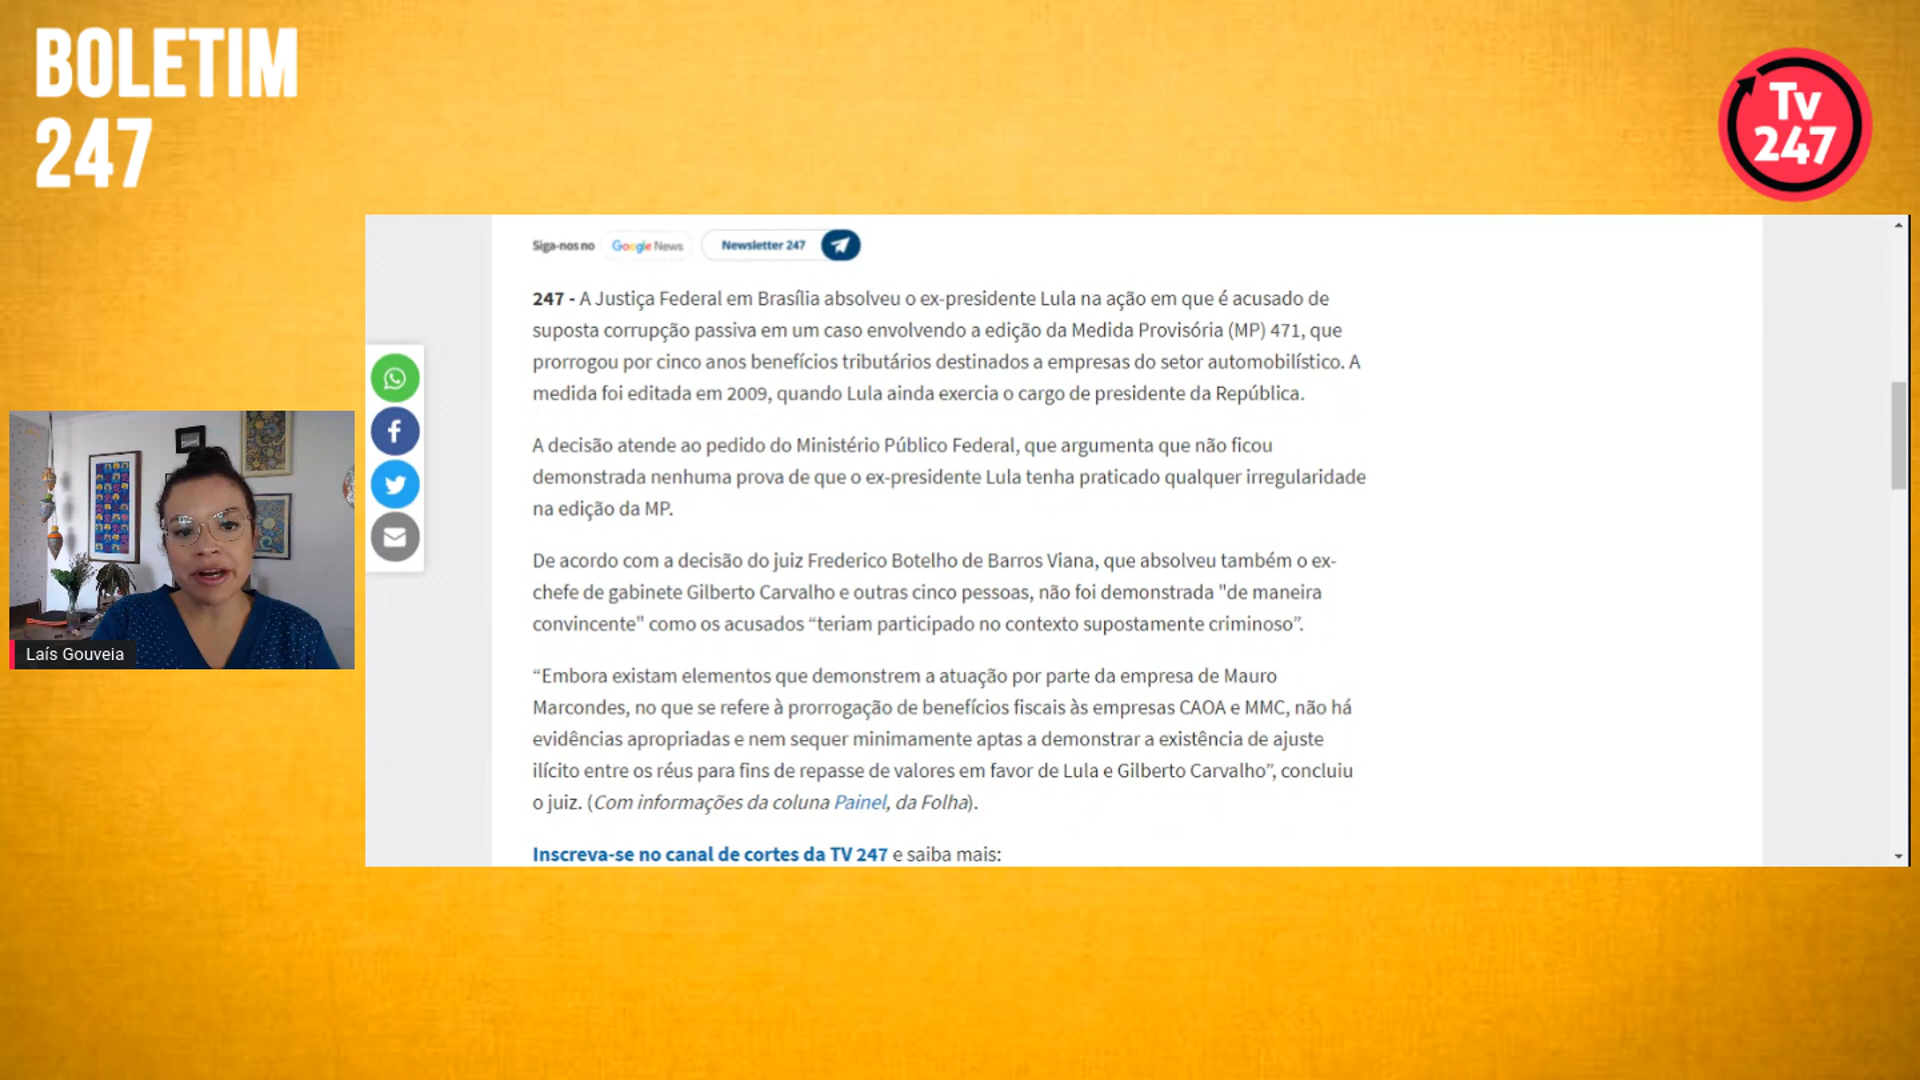 BOLETIM
247
Tv
247
Siga-nos no Google News Newsletter 247
247 - A Justiça Federal em Brasília absolveu o ex-presidente Lula na ação em que é acusado de
suposta corrupção passiva em um caso envolvendo a edição da Medida Provisória (MP) 471, que
prorrogou por cinco anos benefícios tributários destinados a empresas do setor automobilístico. A
medida foi editada em 2009, quando Lula ainda exercia o cargo de presidente da República.
A decisão atende ao pedido do Ministério Público Federal, que argumenta que não ficou
demonstrada nenhuma prova de que o ex-presidente Lula tenha praticado qualquer irregularidade
na edição da MP.
De acordo com a decisão do juiz Frederico Botelho de Barros Viana, que absolveu também o ex-
chefe de gabinete Gilberto Carvalho e outras cinco pessoas, não foi demonstrada "de maneira
convincente" como os acusados “teriam participado no contexto supostamente criminoso”.
“Embora existam elementos que demonstrem a atuação por parte da empresa de Mauro
Marcondes, no que se refere à prorrogação de benefícios fiscais às empresas CAOA e MMC, não há
evidências apropriadas e nem sequer minimamente aptas a demonstrar a existência de ajuste
ilícito entre os réus para fins de repasse de valores em favor de Lula e Gilberto Carvalho”, concluiu
o juiz. (Com informações da coluna Painel, da Folha).
Inscreva-se no canal de cortes da TV 247 e saiba mais:
Laís Gouveia